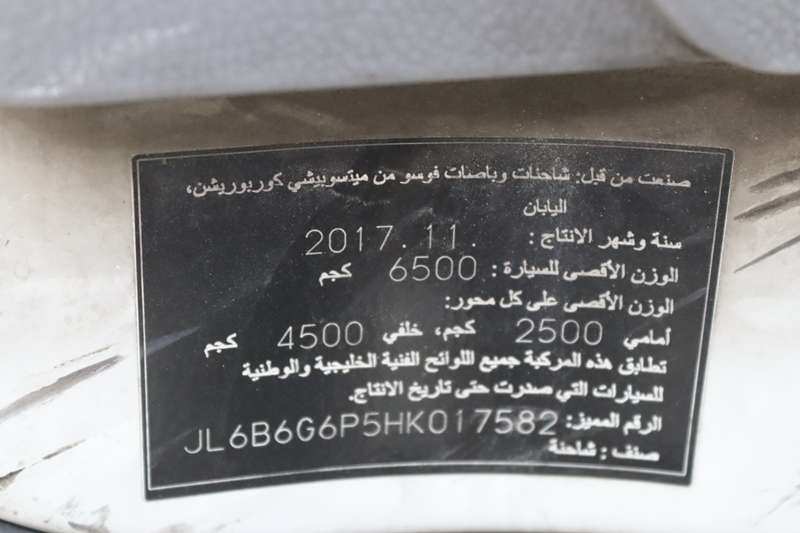 صنعت من قبل: شاحنات وباصات فوسو من ميتسوبيشي كوربوريشن،
اليابان
سنة وشهر الانتاج : 2017.11.
الوزن الأقصى للسيارة : 6500 كجم
الوزن الأقصى على كل محور:
أمامي 2500 كجم، خلفي 4500 كجم
تطابق هذه المركبة جميع اللوائح الفنية الخليجية والوطنية
للسيارات التي صدرت حتى تاريخ الانتاج.
الرقم المميز: JL6B6G6P5HK017582
صنف : شاحنة